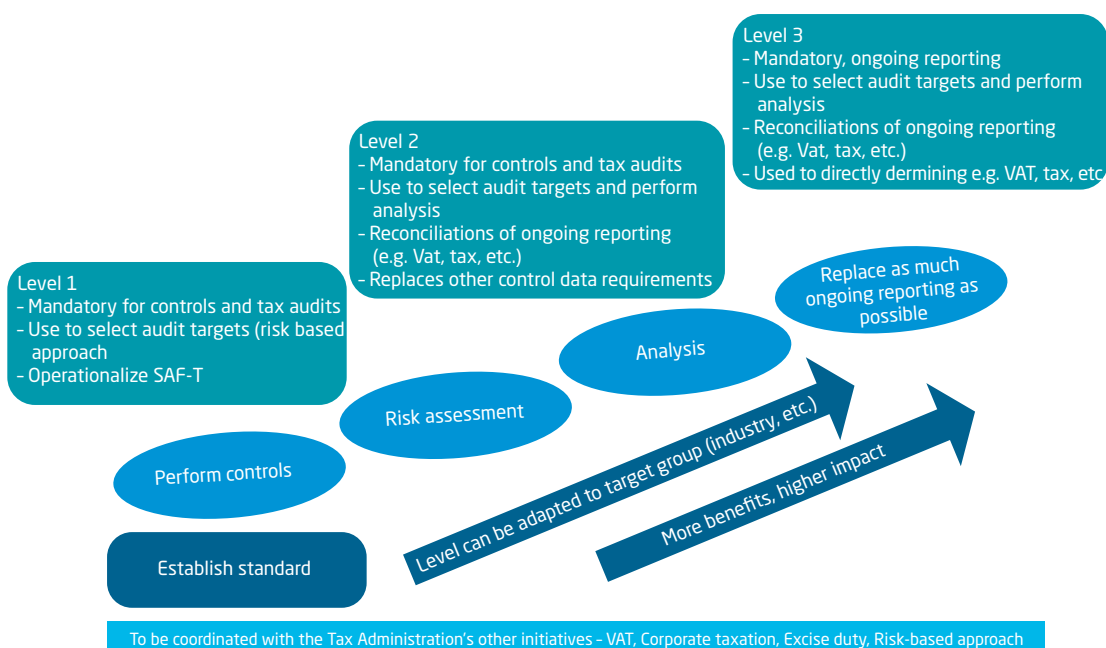 Level 3
– Mandatory, ongoing reporting
– Use to select audit targets and perform
analysis
– Reconciliations of ongoing reporting
(e.g. Vat, tax, etc.)
– Used to directly dermining e.g. VAT, tax, etc.
Level 2
– Mandatory for controls and tax audits
– Use to select audit targets and perform
analysis
– Reconciliations of ongoing reporting
(e.g. Vat, tax, etc.)
– Replaces other control data requirements
Level 1
– Mandatory for controls and tax audits
– Use to select audit targets (risk based
approach
– Operationalize SAF-T
Replace as much
ongoing reporting as
possible
Analysis
Risk assessment
Perform controls
Establish standard
Level can be adapted to target group (industry, etc.)
More benefits, higher impact
To be coordinated with the Tax Administration's other initiatives – VAT, Corporate taxation, Excise duty, Risk-based approach